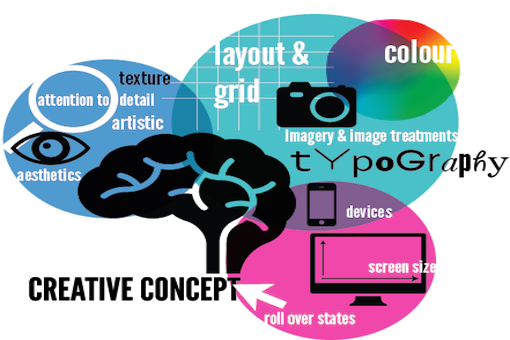 layout &
grid
colour
texture
attention to detail
artistic
Imagery & image treatments
tYpoGraphy
aesthetics
devices
screen size
CREATIVE CONCEPT
roll over states